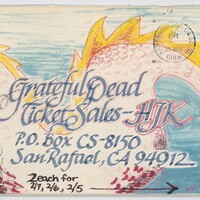 Grateful Dead
Ticket Sales-HJK
P.O. Box CS-8150
San Rafael, CA 94912
2 each for
2/7, 2/6, 2/5